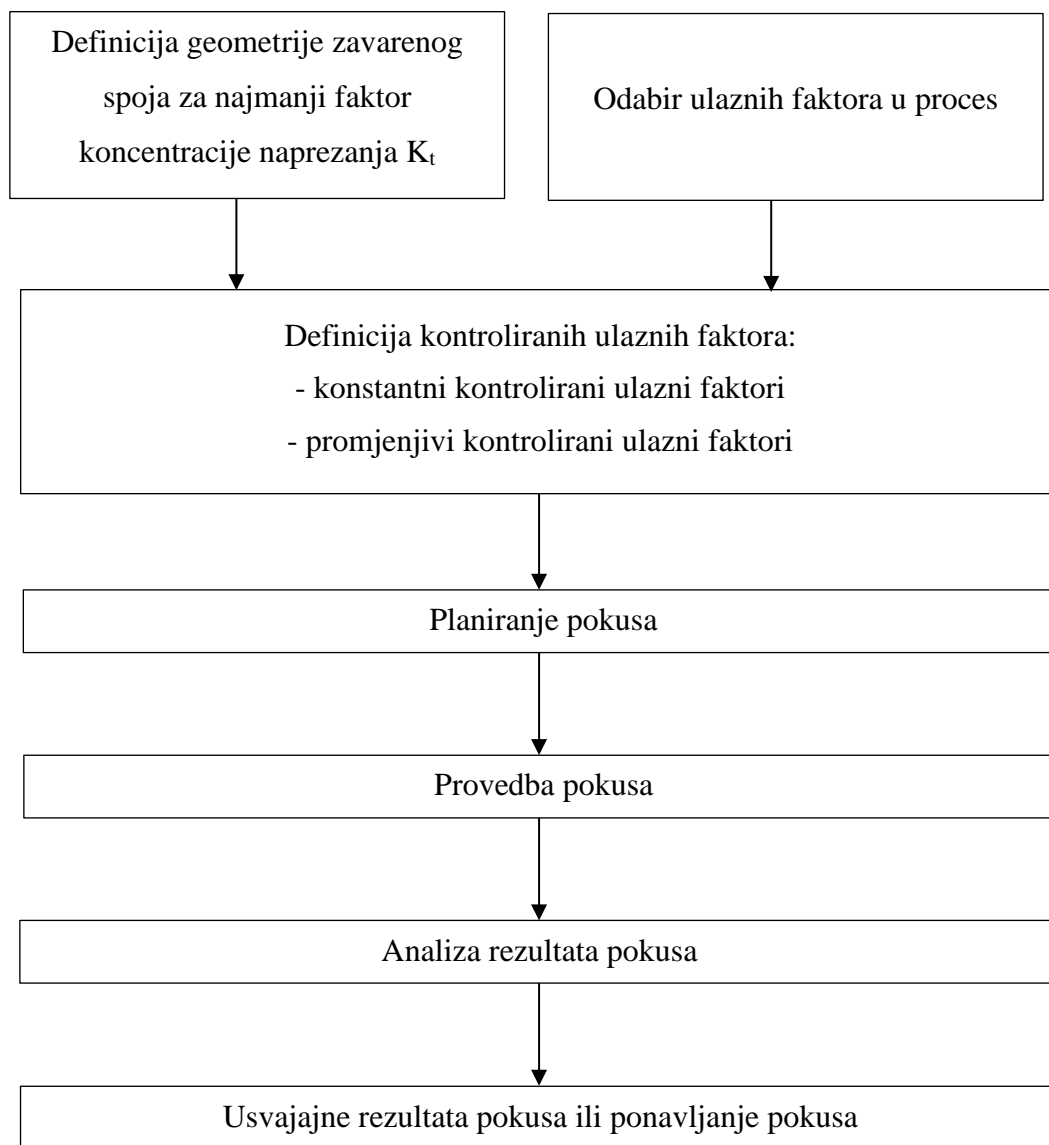 Definicija geometrije zavarenog
spoja za najmanji faktor
koncentracije naprezanja Kₜ
Odabir ulaznih faktora u proces
Definicija kontroliranih ulaznih faktora:
- konstantni kontrolirani ulazni faktori
- promjenjivi kontrolirani ulazni faktori
Planiranje pokusa
Provedba pokusa
Analiza rezultata pokusa
Usvajajne rezultata pokusa ili ponavljanje pokusa